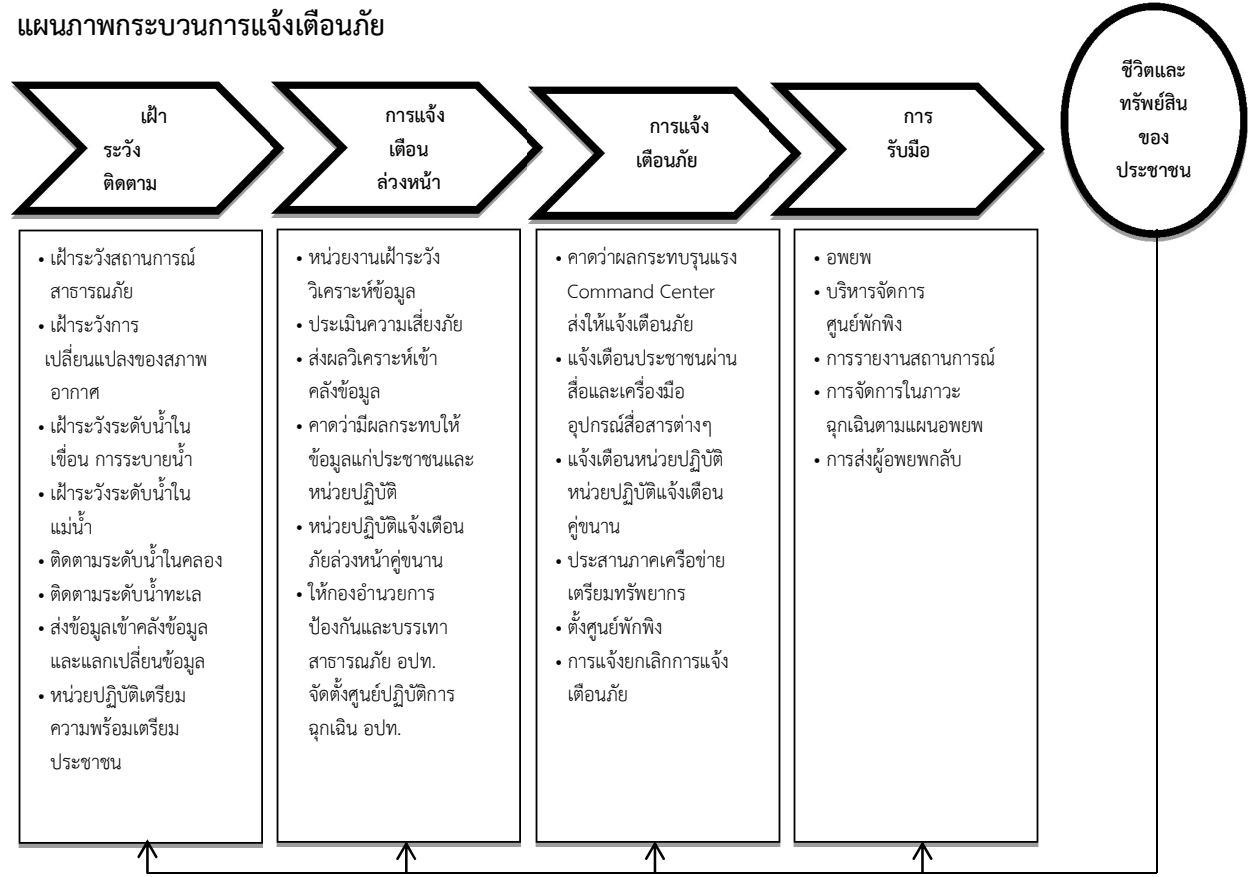 แผนภาพกระบวนการแจ้งเตือนภัย
เฝ้า
ระวัง
ติดตาม
การแจ้ง
เตือน
ล่วงหน้า
การแจ้ง
เตือนภัย
การ
รับมือ
ชีวิตและ
ทรัพย์สิน
ของ
ประชาชน
• เฝ้าระวังสถานการณ์
สาธารณภัย
• เฝ้าระวังการ
เปลี่ยนแปลงของสภาพ
อากาศ
• เฝ้าระวังระดับน้ำใน
เขื่อน การระบายน้ำ
• เฝ้าระวังระดับน้ำใน
แม่น้ำ
• ติดตามระดับน้ำในคลอง
• ติดตามระดับน้ำทะเล
• ส่งข้อมูลเข้าคลังข้อมูล
และแลกเปลี่ยนข้อมูล
• หน่วยปฏิบัติเตรียม
ความพร้อมเตรียม
ประชาชน
• หน่วยงานเฝ้าระวัง
วิเคราะห์ข้อมูล
• ประเมินความเสี่ยงภัย
• ส่งผลวิเคราะห์เข้า
คลังข้อมูล
• คาดว่ามีผลกระทบให้
ข้อมูลแก่ประชาชนและ
หน่วยปฏิบัติ
• หน่วยปฏิบัติแจ้งเตือน
ภัยล่วงหน้าคู่ขนาน
• ให้กองอำนวยการ
ป้องกันและบรรเทา
สาธารณภัย อปท.
จัดตั้งศูนย์ปฏิบัติการ
ฉุกเฉิน อปท.
• คาดว่าผลกระทบรุนแรง
Command Center
ส่งให้แจ้งเตือนภัย
• แจ้งเตือนประชาชนผ่าน
สื่อและเครื่องมือ
อุปกรณ์สื่อสารต่างๆ
• แจ้งเตือนหน่วยปฏิบัติ
หน่วยปฏิบัติแจ้งเตือน
คู่ขนาน
• ประสานภาคเครือข่าย
เตรียมทรัพยากร
• ตั้งศูนย์พักพิง
• การแจ้งยกเลิกการแจ้ง
เตือนภัย
• อพยพ
• บริหารจัดการ
ศูนย์พักพิง
• การรายงานสถานการณ์
• การจัดการในภาวะ
ฉุกเฉินตามแผนอพยพ
• การส่งผู้อพยพกลับ